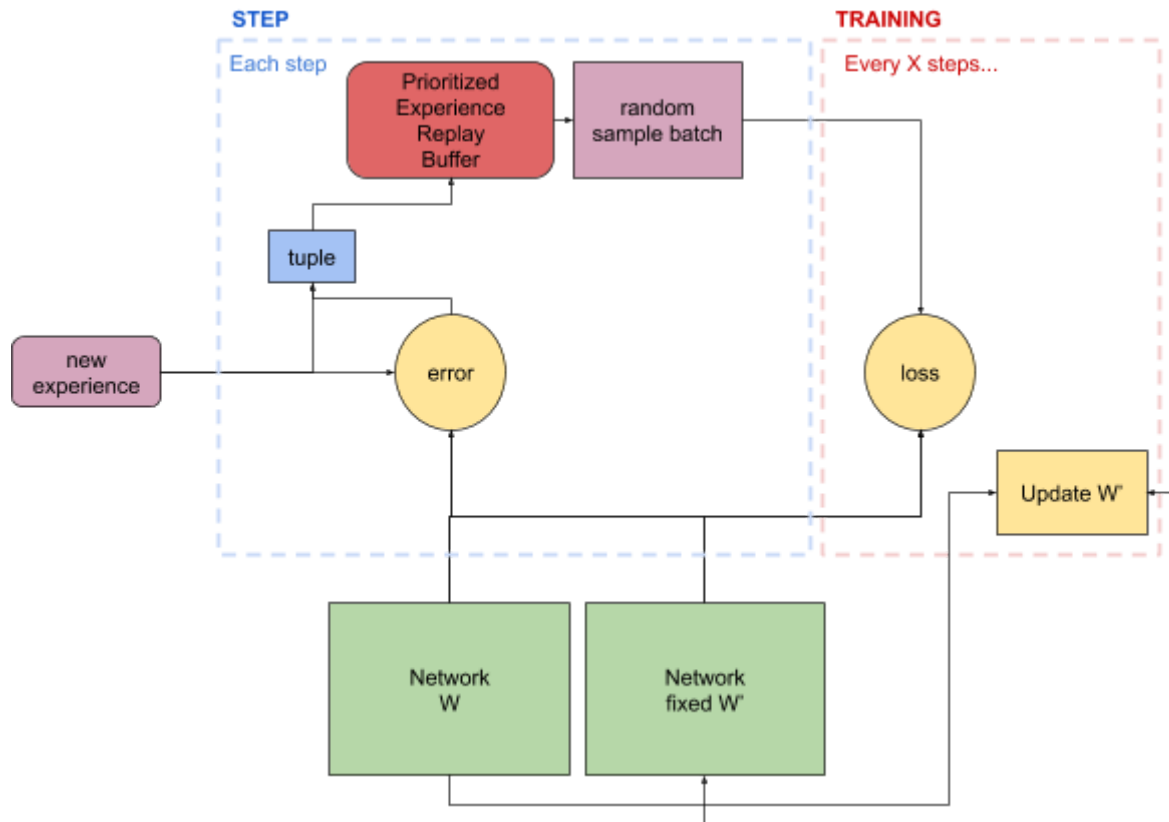 STEP
TRAINING
Each step
Every X steps...
Prioritized
Experience
Replay
Buffer
random
sample batch
tuple
new
experience
error
loss
Update W'
Network
W
Network
fixed W'